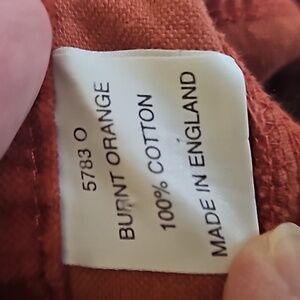 5783 O
BURNT ORANGE
100% COTTON
MADE IN ENGLAND